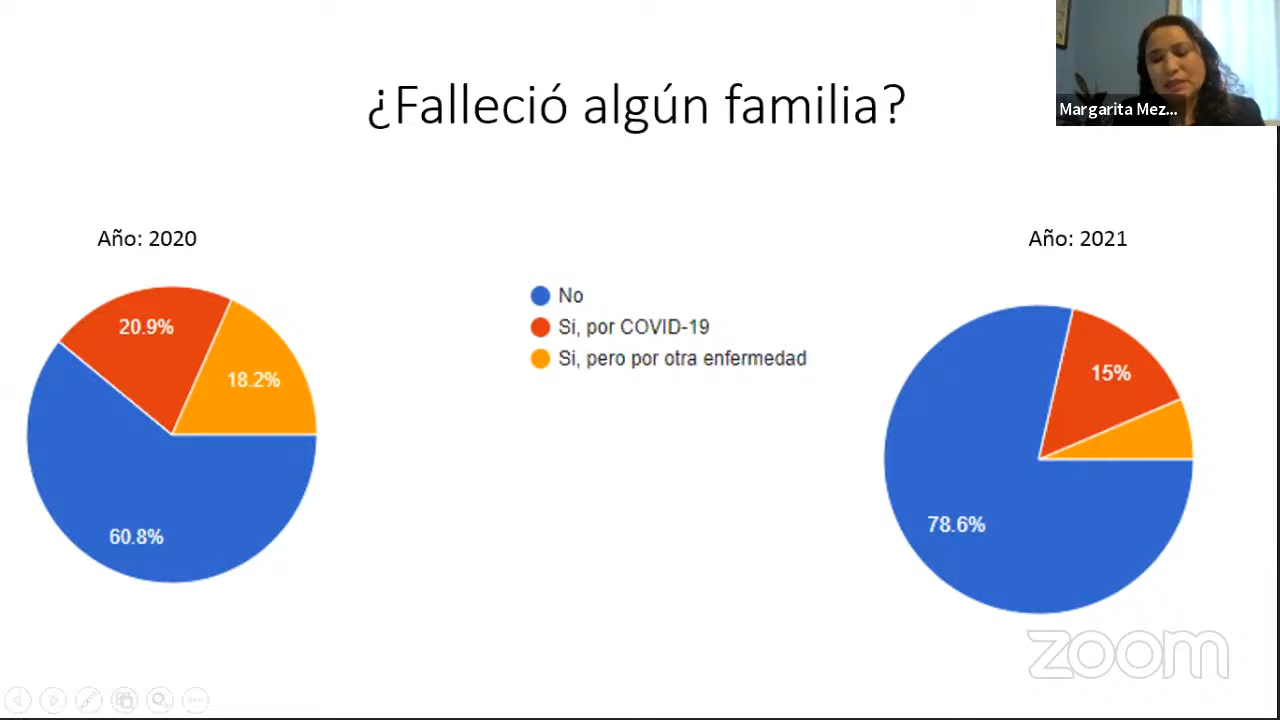 ¿Falleció algún familia?
Margarita Mez...
Año: 2020
Año: 2021
No
Si, por COVID-19
Si, pero por otra enfermedad
20.9%
18.2%
60.8%
15%
78.6%
zoom